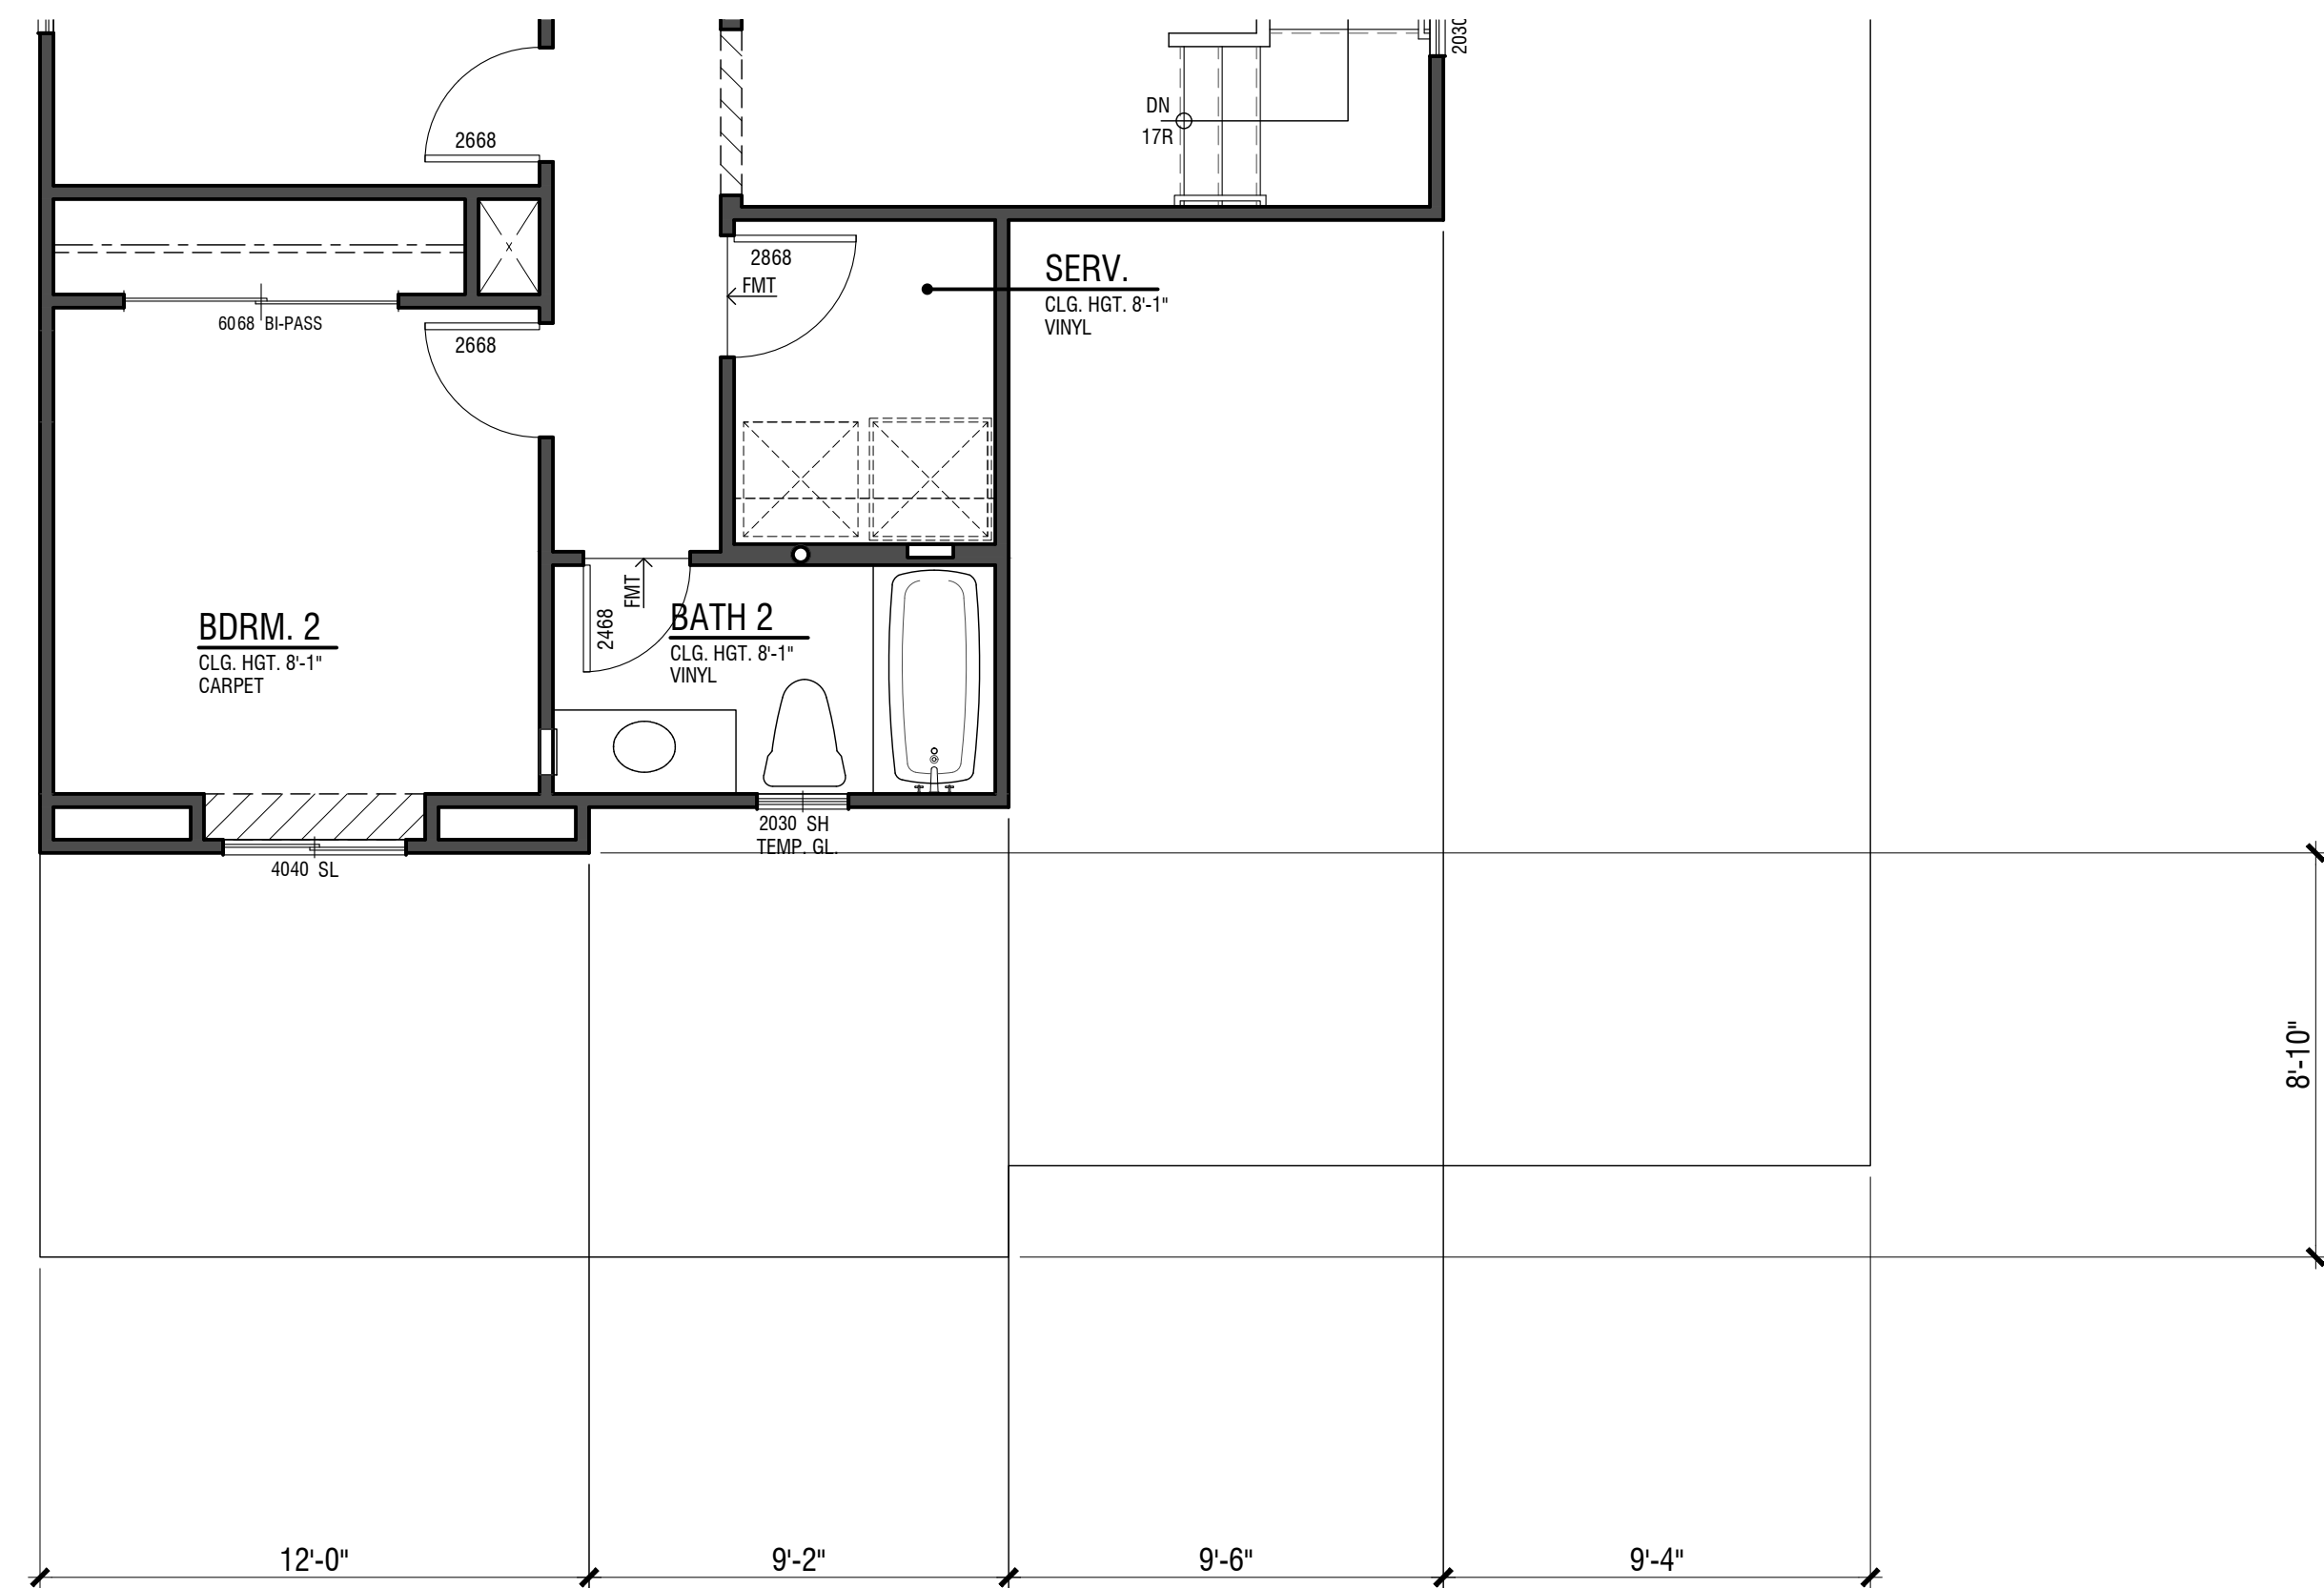 2030
DN
17R
2668
2868
FMT
SERV.
CLG. HGT. 8'-1"
VINYL
6068 BI-PASS
2668
FMT
2468
BATH 2
CLG. HGT. 8'-1"
VINYL
BDRM. 2
CLG. HGT. 8'-1"
CARPET
2030 SH
TEMP. GL.
4040 SL
8'-10"
12'-0"
9'-2"
9'-6"
9'-4"